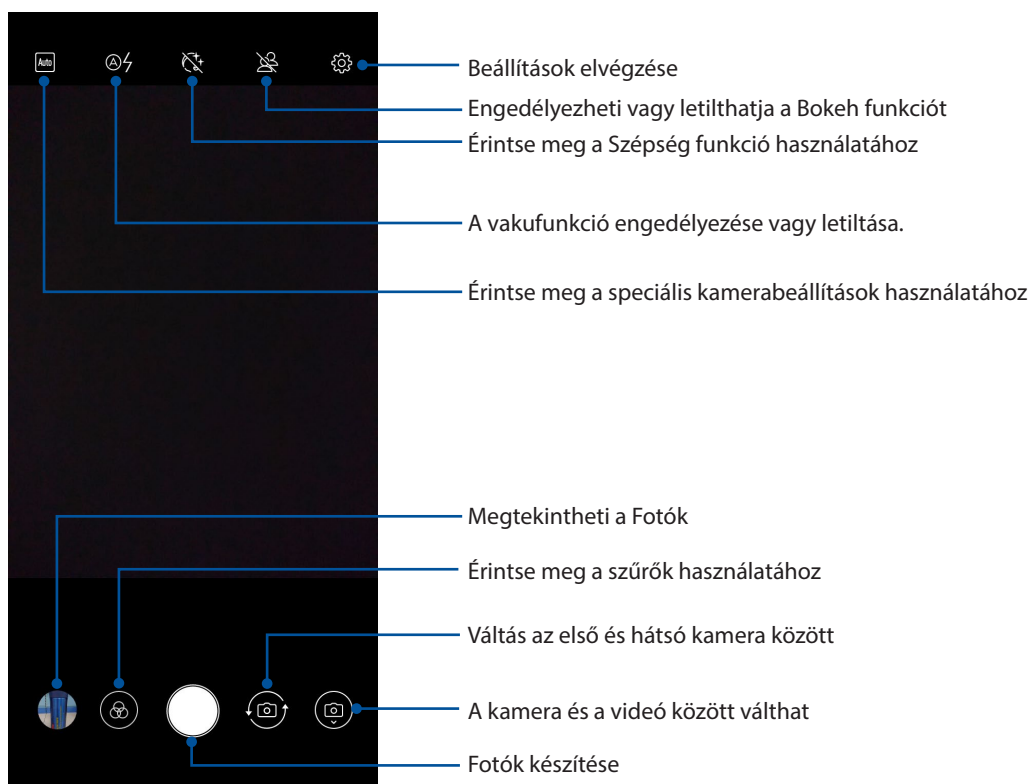 Auto
A
Beállítások elvégzése
Engedélyezheti vagy letilthatja a Bokeh funkciót
Érintse meg a Szépség funkció használatához
A vakufunkció engedélyezése vagy letiltása.
Érintse meg a speciális kamerabeállítások használatához
Megtekintheti a Fotók
Érintse meg a szűrők használatához
Váltás az első és hátsó kamera között
A kamera és a videó között válthat
Fotók készítése